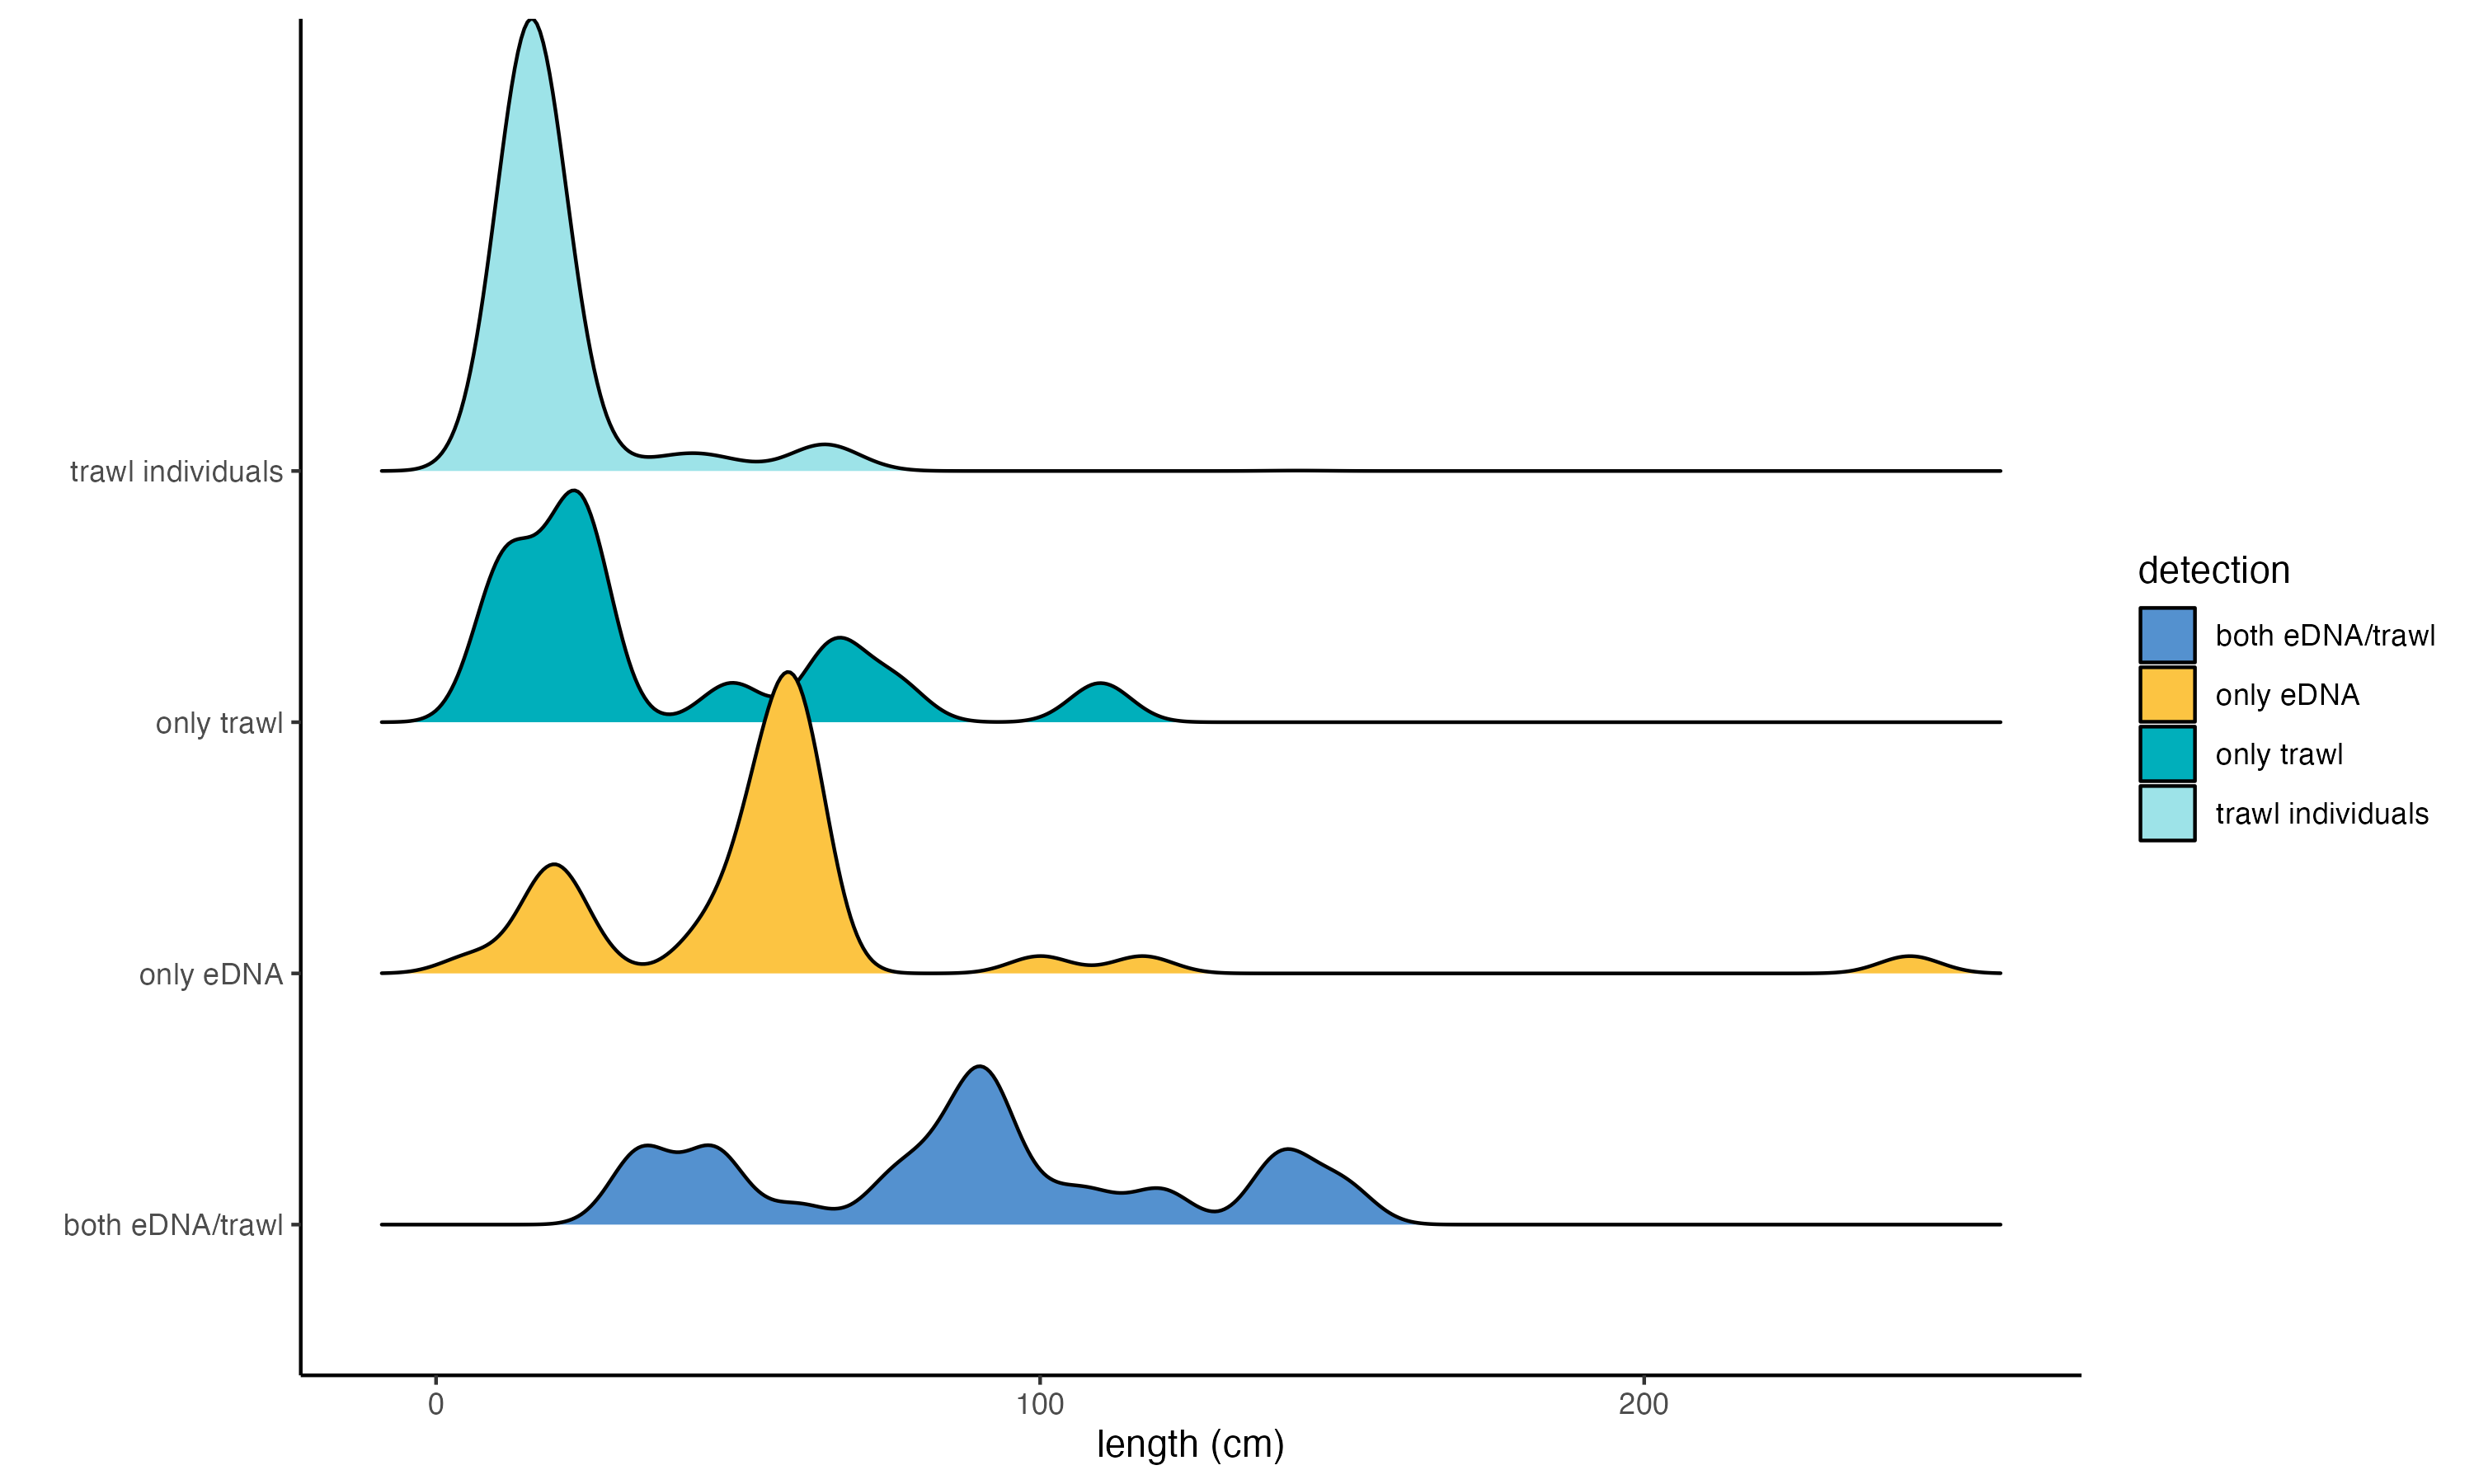 trawl individuals
only trawl
only eDNA
both eDNA/trawl
0
100
200
length (cm)
detection
both eDNA/trawl
only eDNA
only trawl
trawl individuals